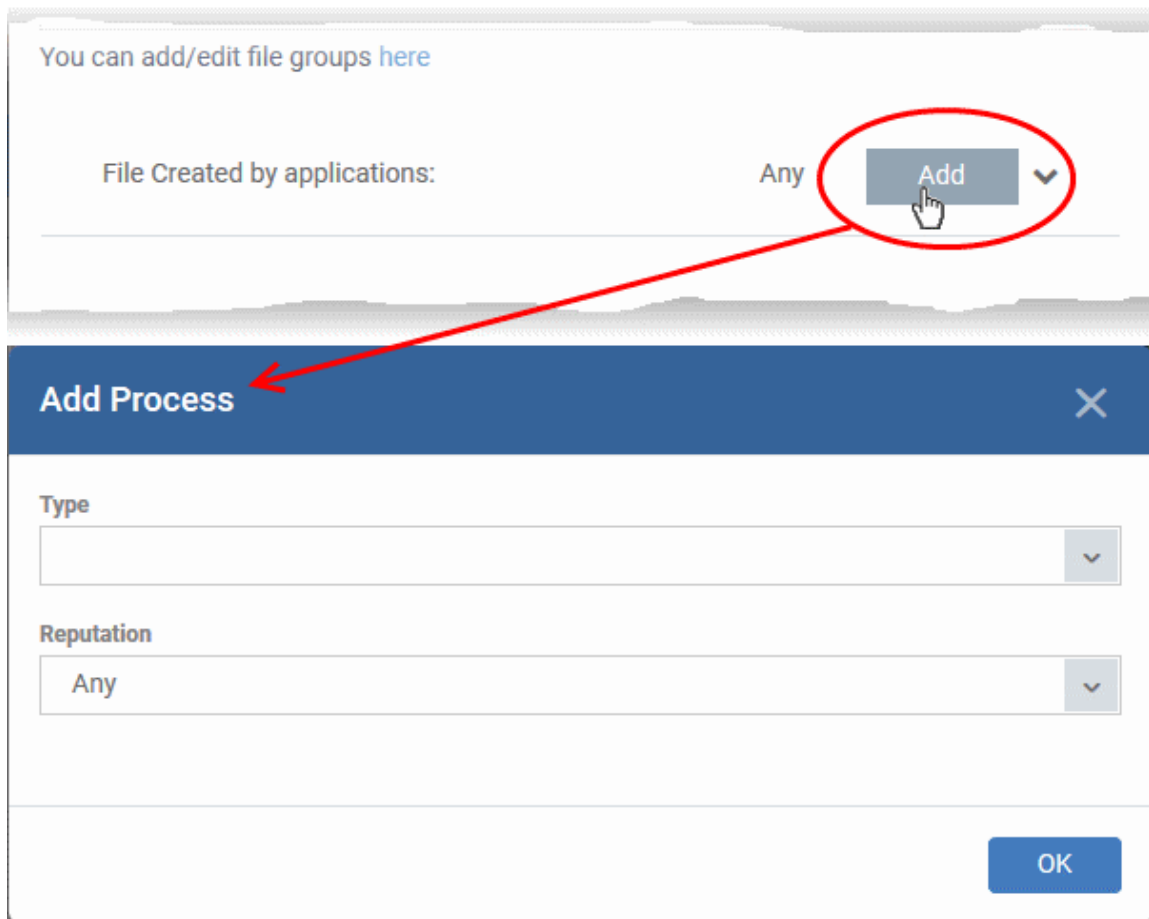 You can add/edit file groups here
File Created by applications: Any Add
Add Process
Type
Reputation
Any
OK